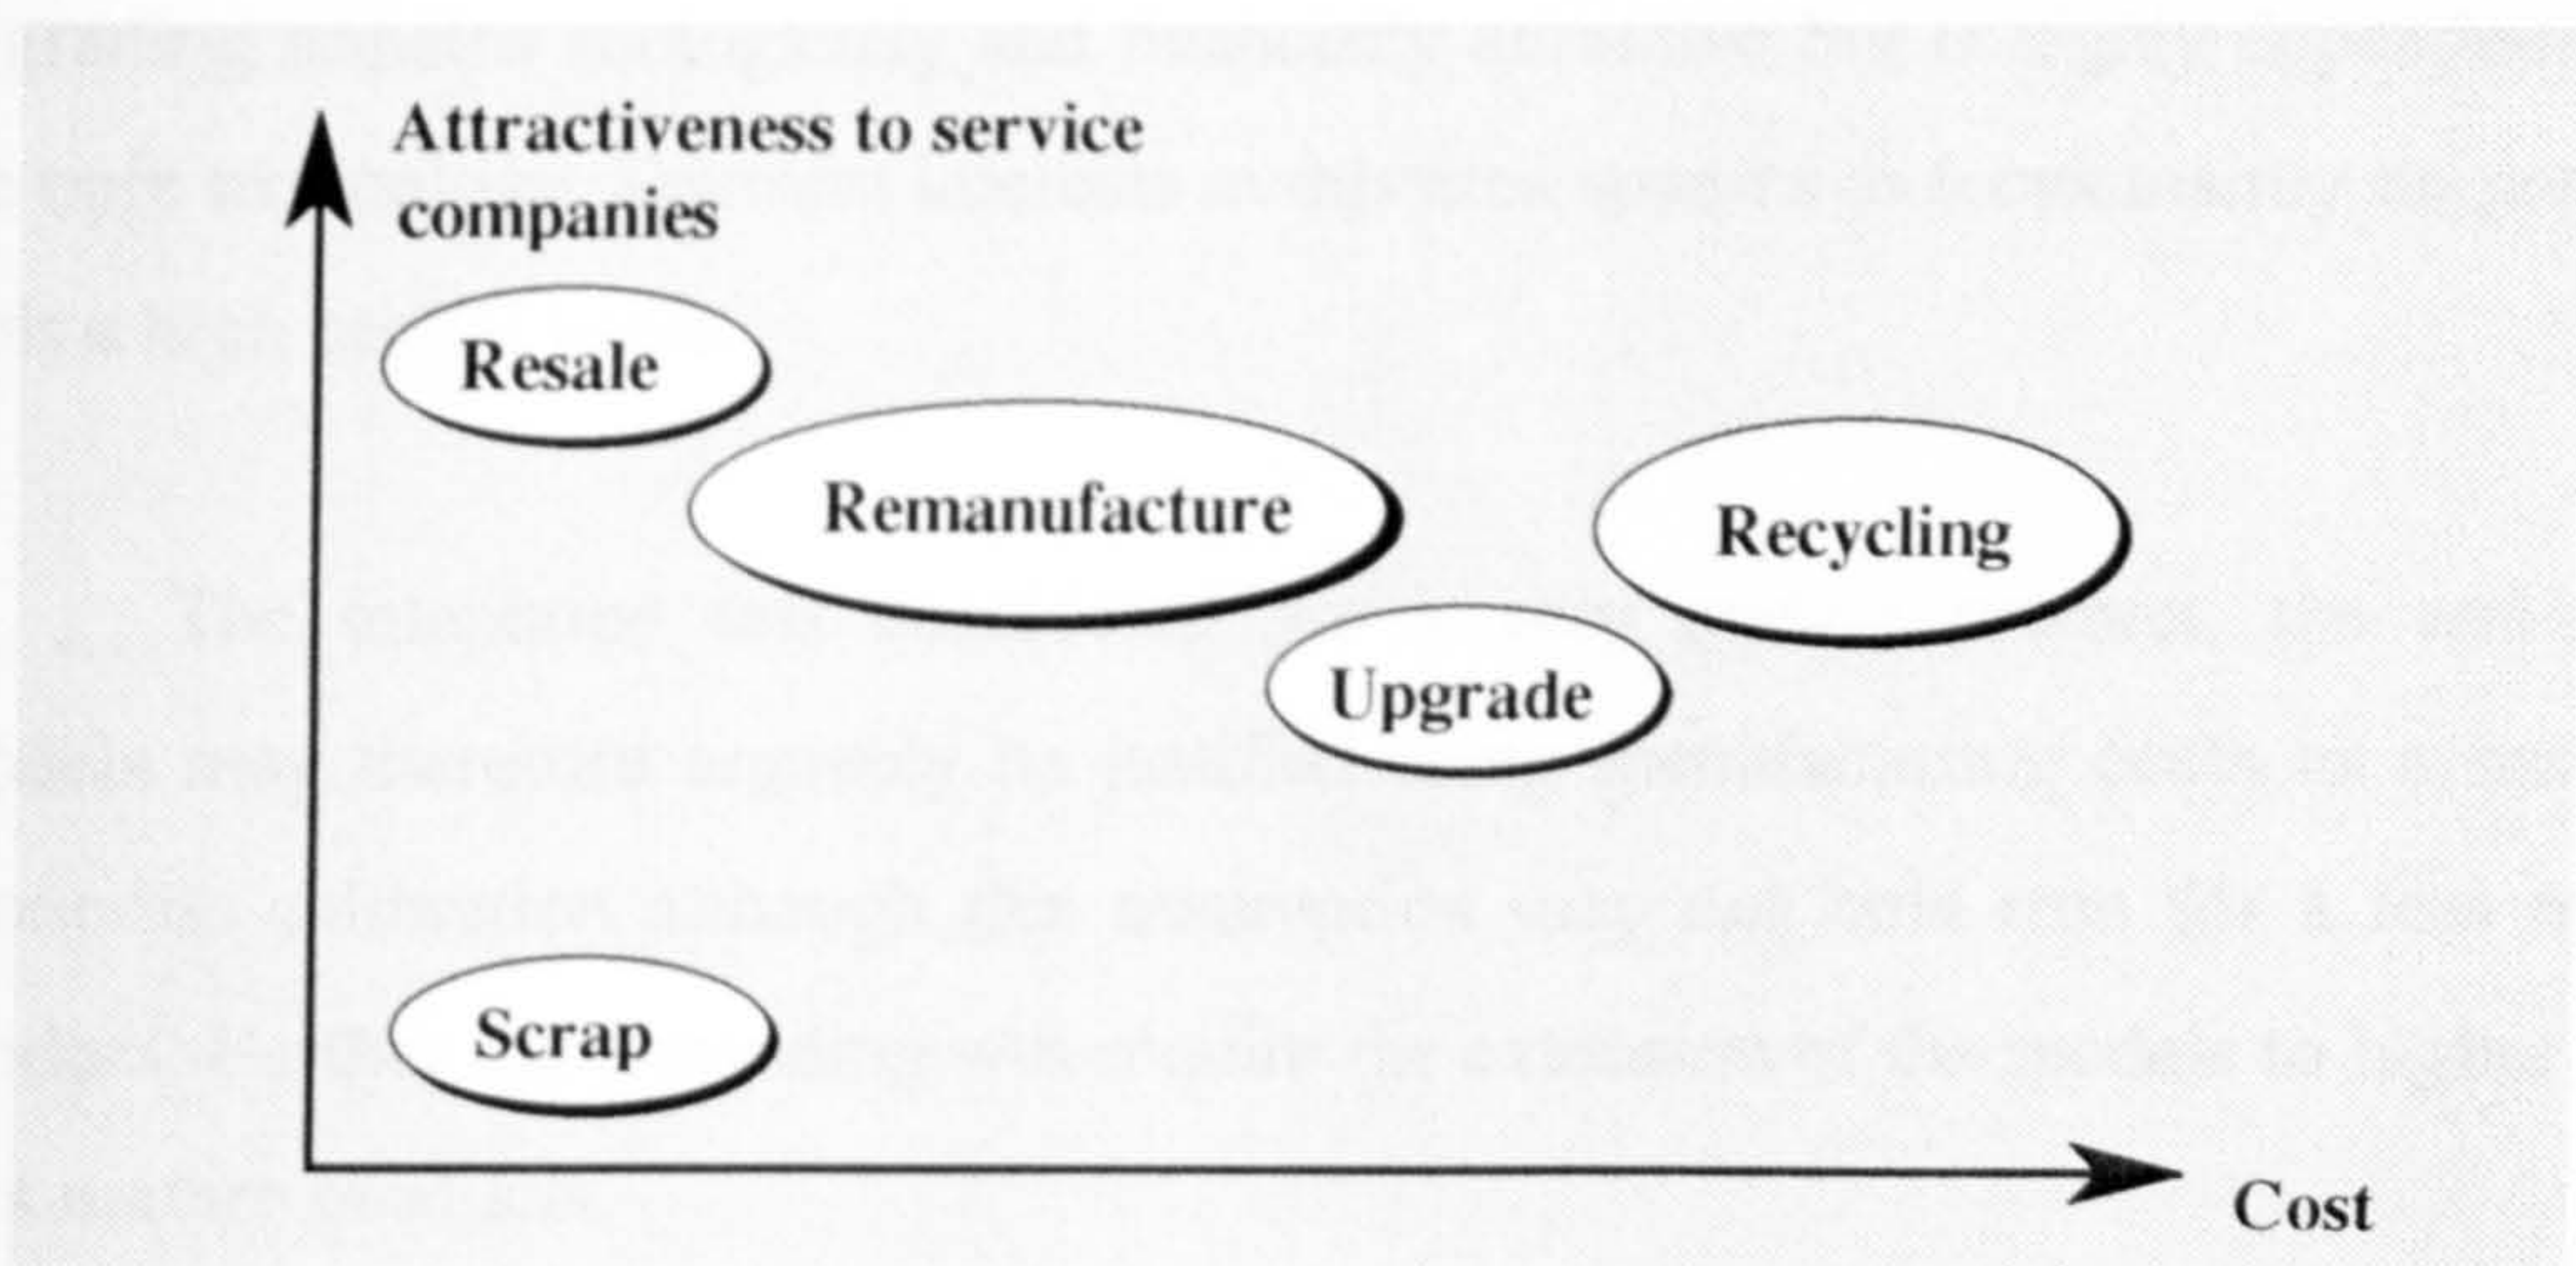 Attractiveness to service
companies
Resale
Remanufacture
Recycling
Upgrade
Scrap
Cost